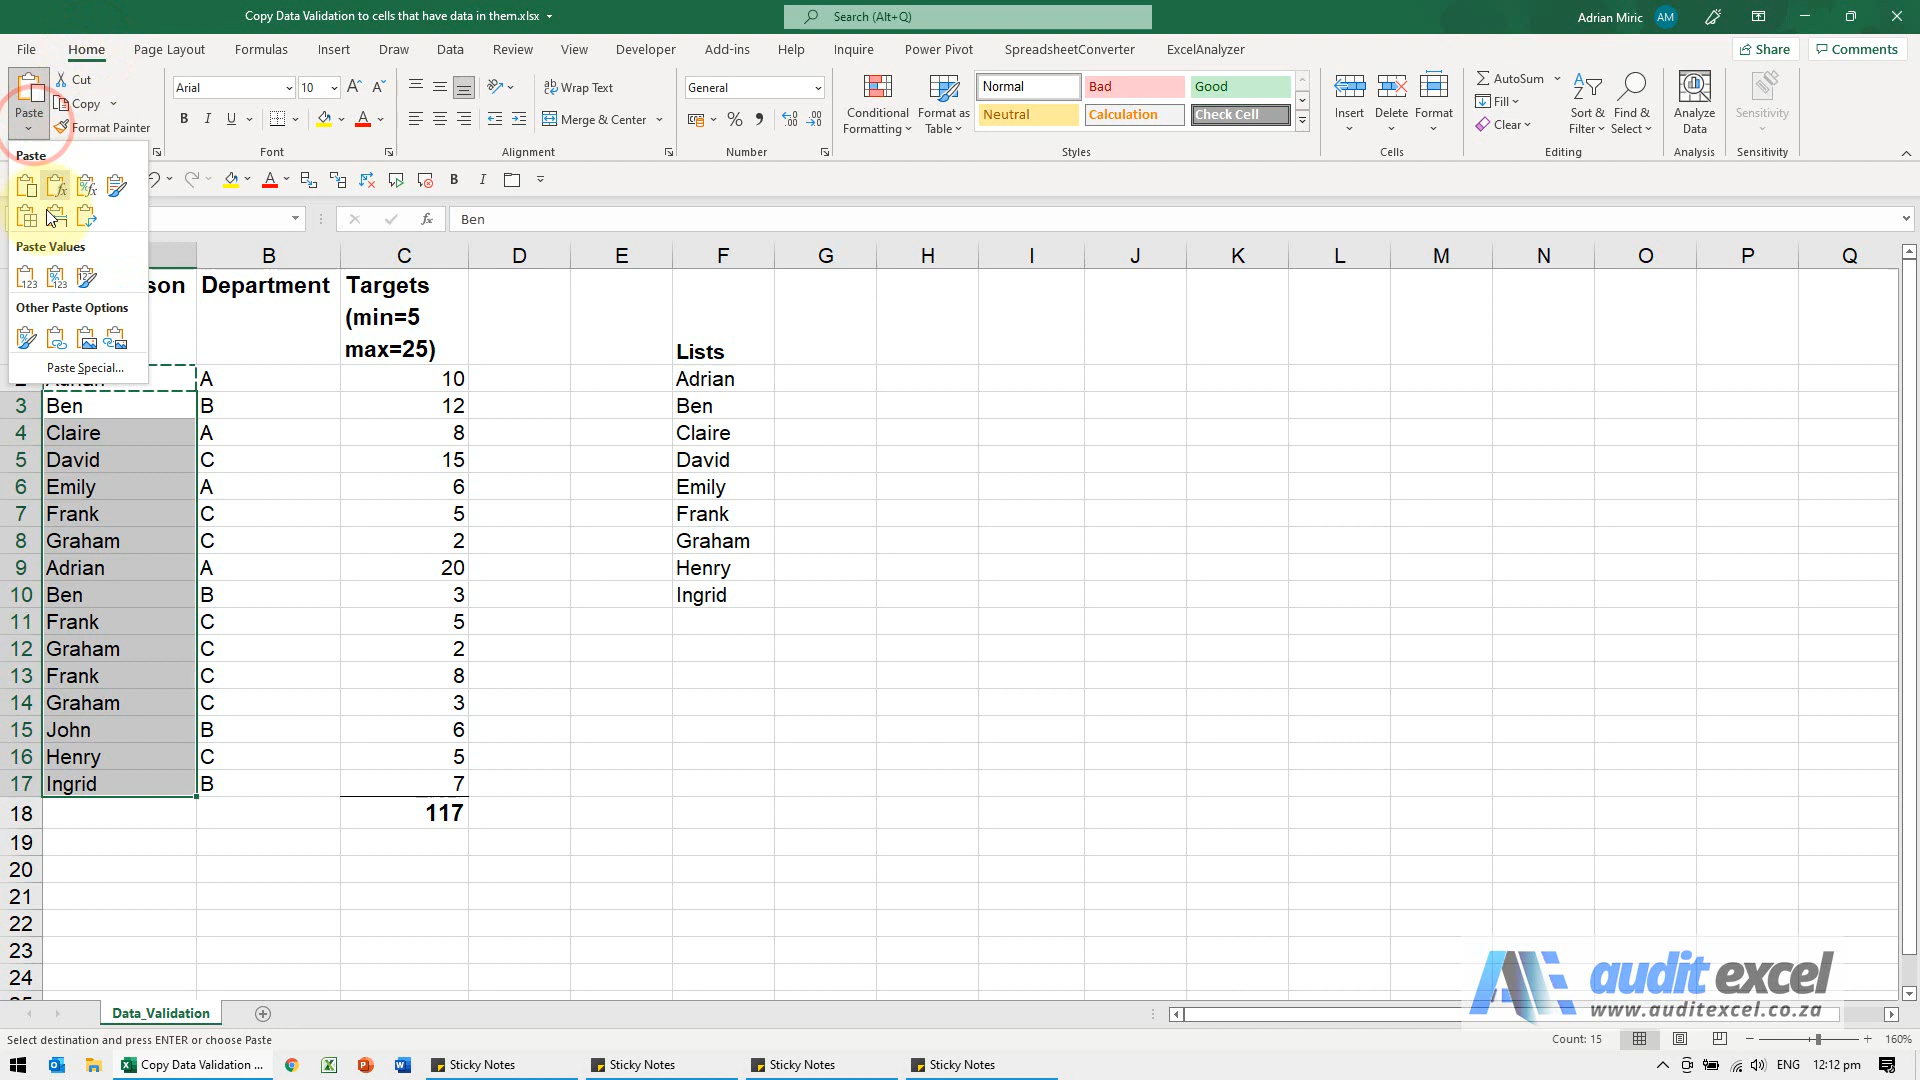 Copy Data Validation to cells that have data in them.xlsx
Search (Alt+Q)
Adrian Miric AM
File Home Page Layout Formulas Insert Draw Data Review View Developer Add-ins Help Inquire Power Pivot SpreadsheetConverter ExcelAnalyzer Share Comments
Paste
Cut
Copy
Format Painter
Arial 10
B I U
Font
Wrap Text
Merge & Center
Alignment
General
Number
Conditional Formatting
Format as Table
Normal Bad Good
Neutral Calculation Check Cell
Styles
Insert Delete Format
Cells
AutoSum
Fill
Clear
Sort & Filter
Find & Select
Editing
Analyze Data
Analysis
Sensitivity
Sensitivity
Paste
Paste Values
Other Paste Options
Paste Special...
B I
fx Ben
B C D E F G H I J K L M N O P Q
son Department Targets
(min=5
max=25) Lists
A 10 Adrian
3 Ben B 12 Ben
4 Claire A 8 Claire
5 David C 15 David
6 Emily A 6 Emily
7 Frank C 5 Frank
8 Graham C 2 Graham
9 Adrian A 20 Henry
10 Ben B 3 Ingrid
11 Frank C 5
12 Graham C 2
13 Frank C 8
14 Graham C 3
15 John B 6
16 Henry C 5
17 Ingrid B 7
18 117
19
20
21
22
23
24
audit excel
www.auditexcel.co.za
Data_Validation
Select destination and press ENTER or choose Paste
Count: 15
160%
Copy Data Validation ...
Sticky Notes
Sticky Notes
Sticky Notes
Sticky Notes
ENG 12:12 pm